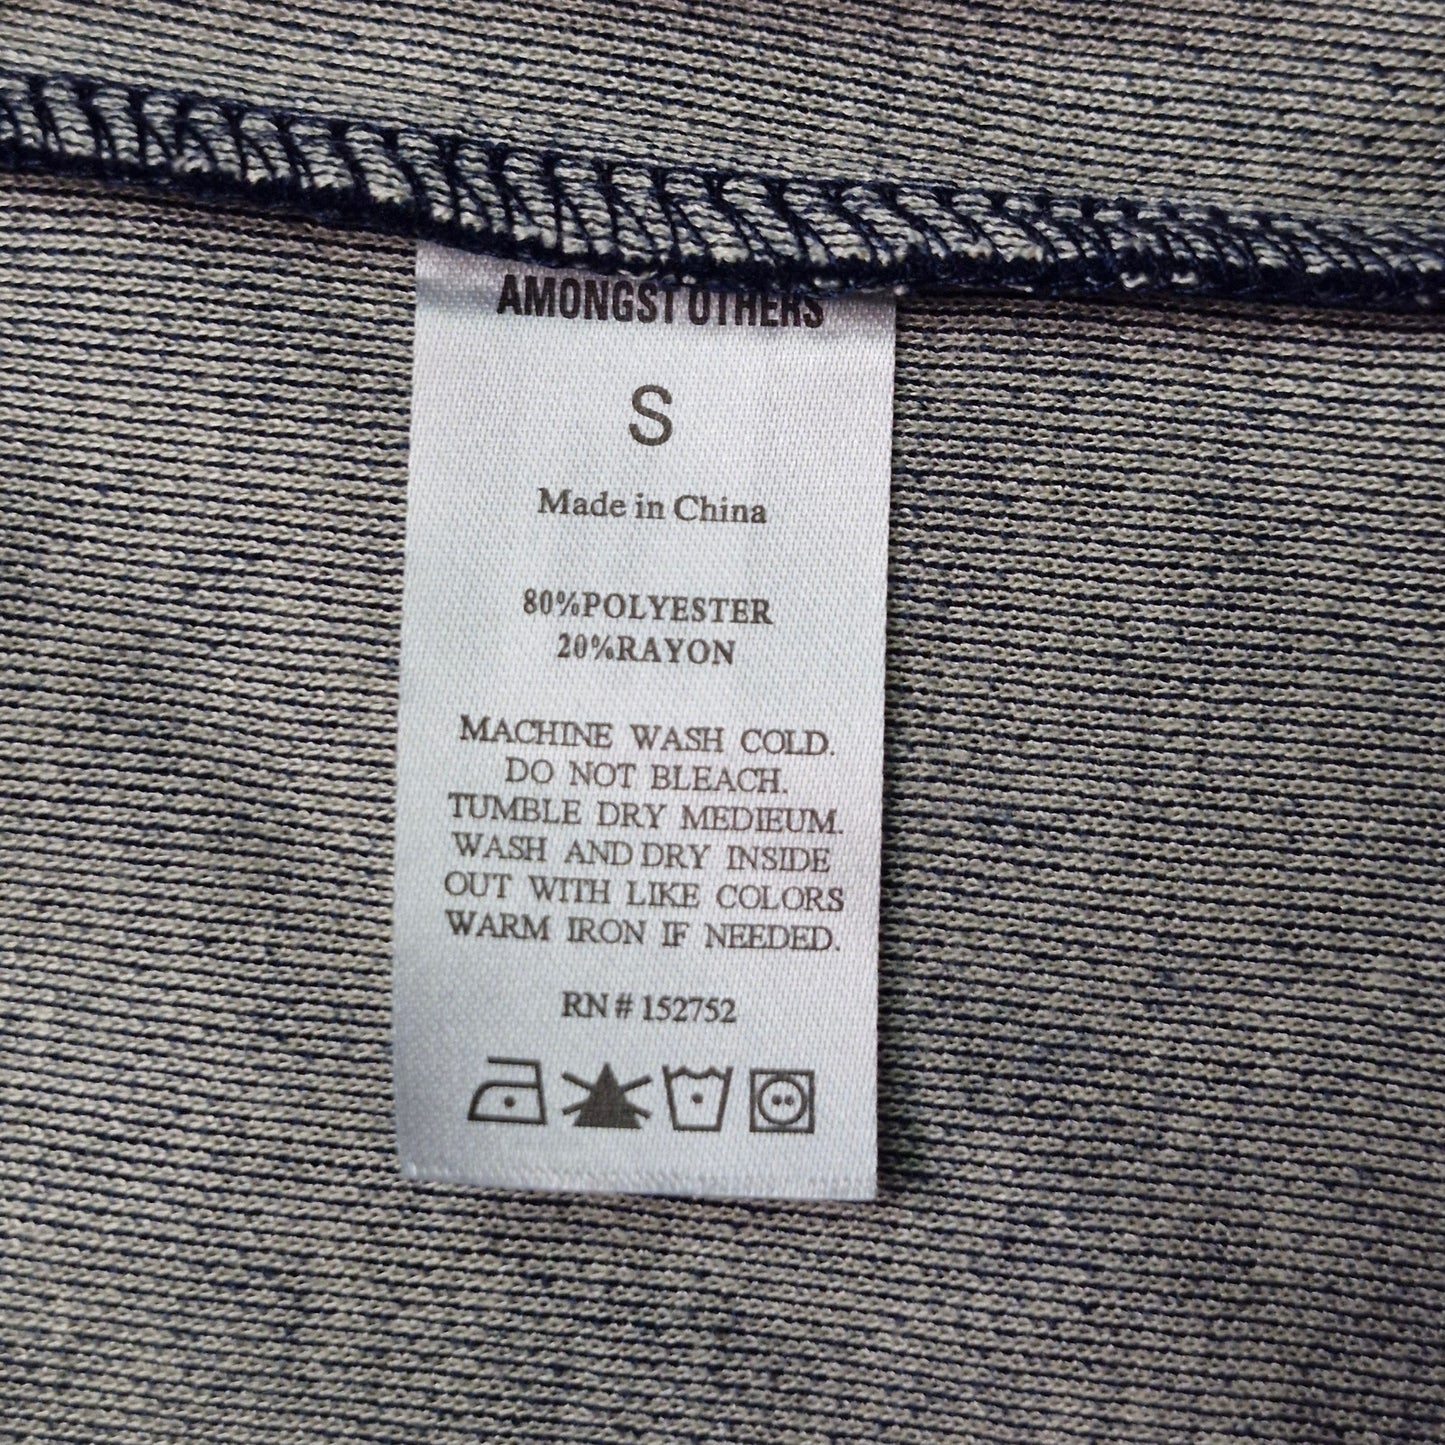 AMONGST OTHERS
S
Made in China
80%POLYESTER
20%RAYON
MACHINE WASH COLD.
DO NOT BLEACH.
TUMBLE DRY MEDIEUM.
WASH AND DRY INSIDE
OUT WITH LIKE COLORS
WARM IRON IF NEEDED.
RN # 152752